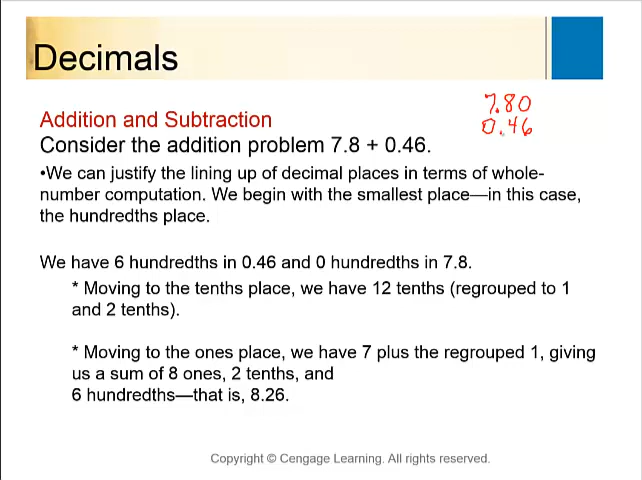 Decimals
7.80
0.46
Addition and Subtraction
Consider the addition problem 7.8 + 0.46.
•We can justify the lining up of decimal places in terms of whole-
number computation. We begin with the smallest place—in this case,
the hundredths place.
We have 6 hundredths in 0.46 and 0 hundredths in 7.8.
* Moving to the tenths place, we have 12 tenths (regrouped to 1
and 2 tenths).
* Moving to the ones place, we have 7 plus the regrouped 1, giving
us a sum of 8 ones, 2 tenths, and
6 hundredths—that is, 8.26.
Copyright © Cengage Learning. All rights reserved.